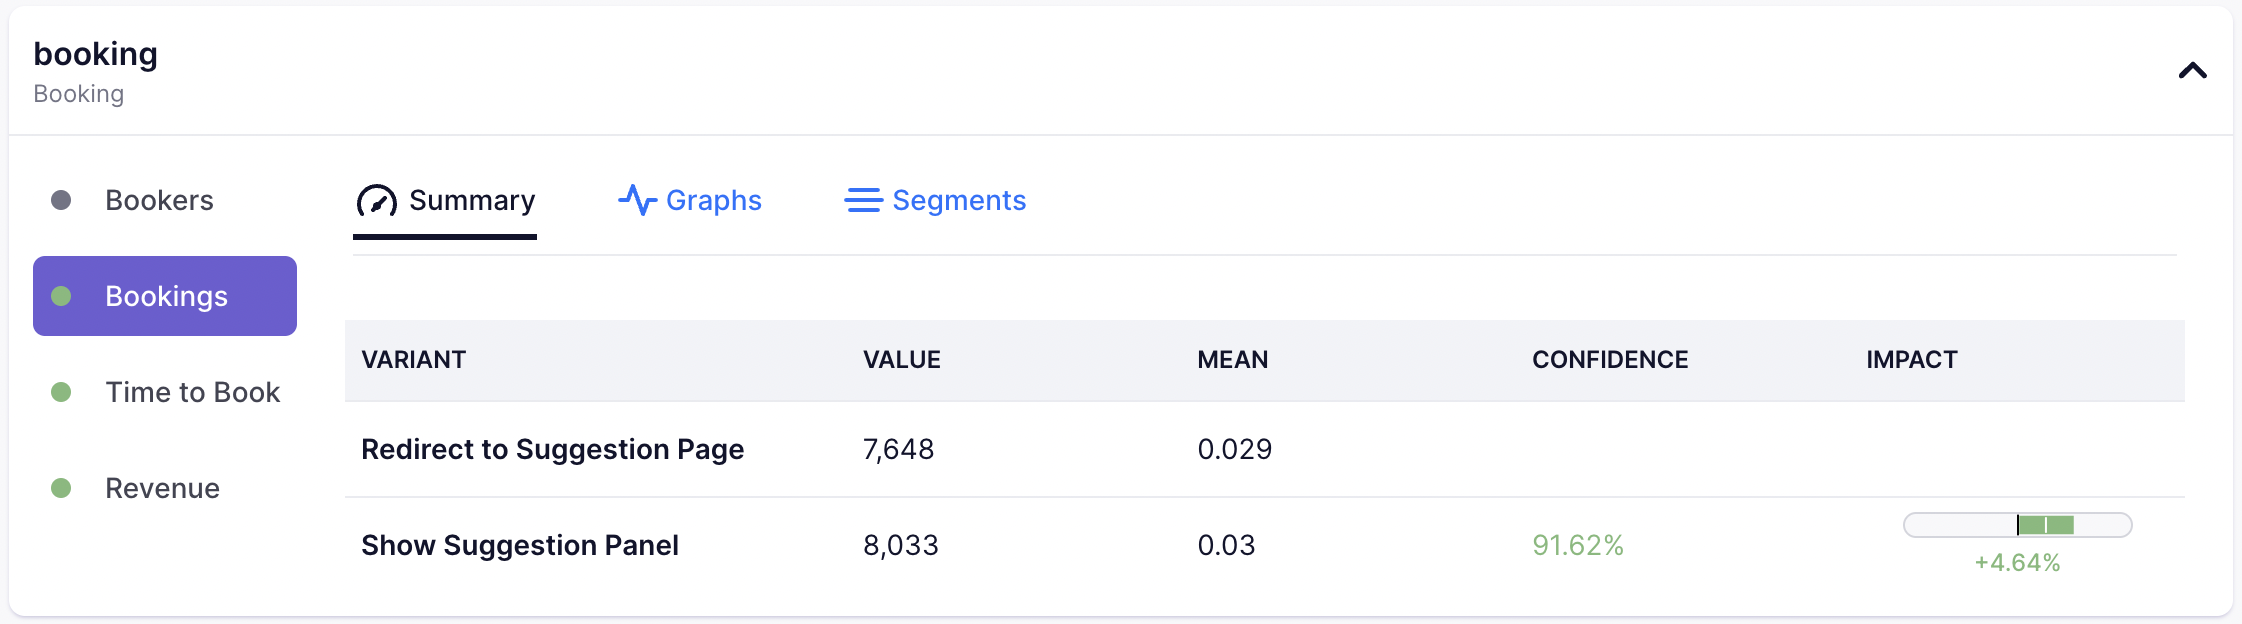 booking
Booking
Bookers
Bookings
Time to Book
Revenue
Summary Graphs Segments
VARIANT VALUE MEAN CONFIDENCE IMPACT
Redirect to Suggestion Page 7,648 0.029
Show Suggestion Panel 8,033 0.03 91.62% +4.64%